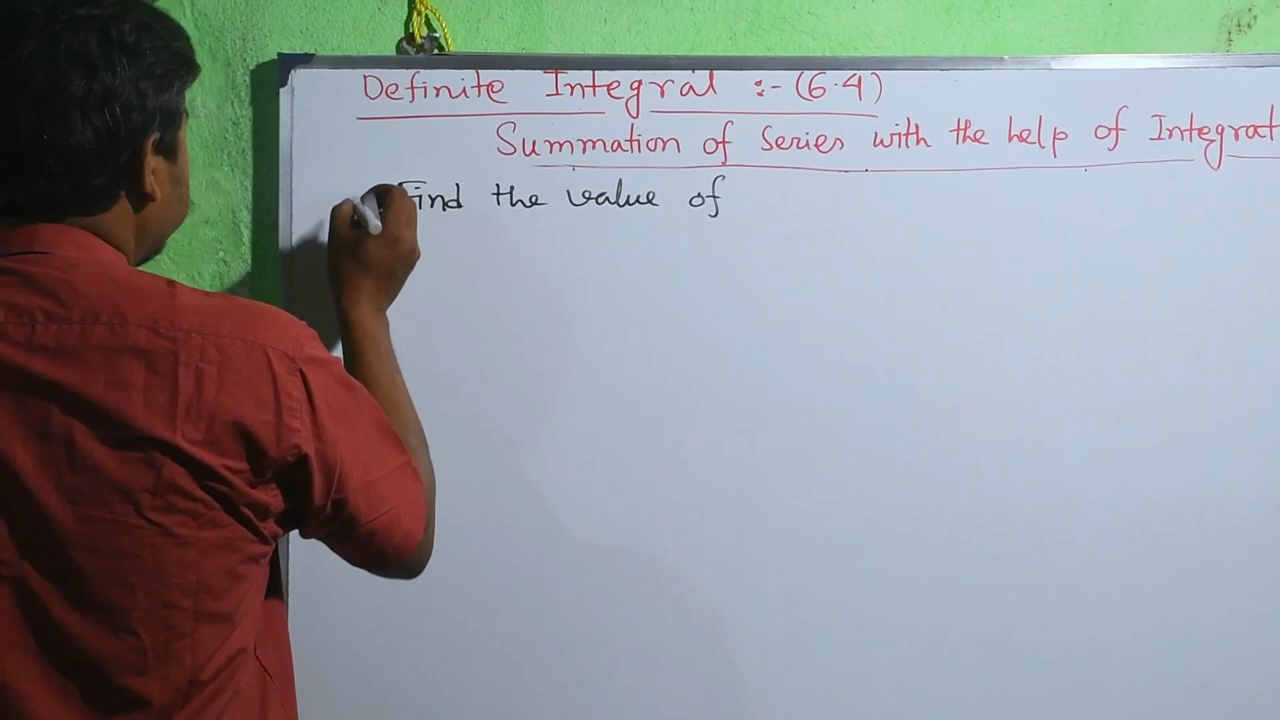 Definite Integral :- (6.4)
Summation of Series with the help of Integrat
Find the value of